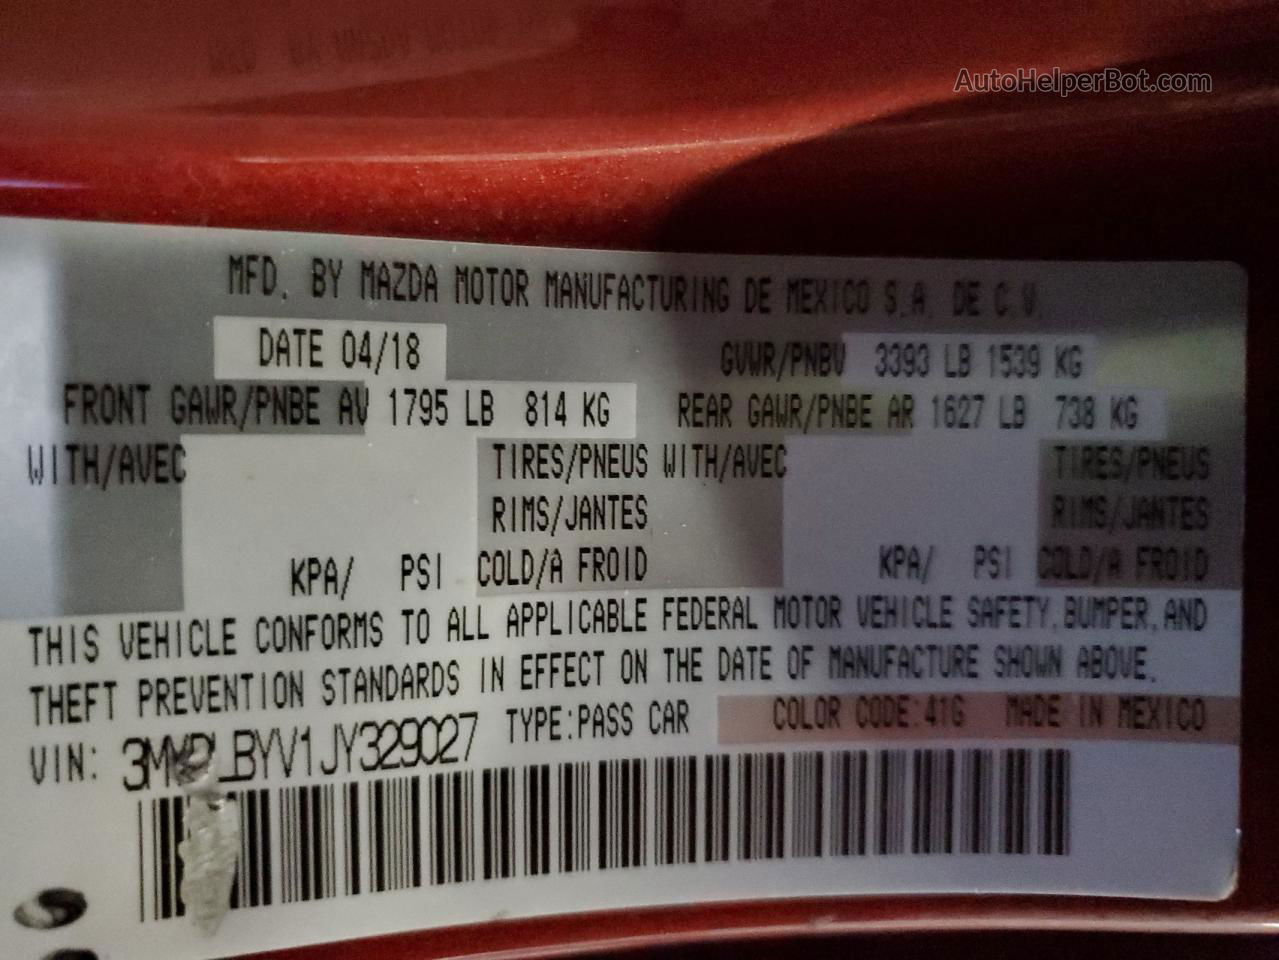 AutoHelperBot.com
MFD. BY MAZDA MOTOR MANUFACTURING DE MEXICO S.A. DE C.V.
DATE 04/18 GVWR/PNBV 3393 LB 1539 KG
FRONT GAWR/PNBE AV 1795 LB 814 KG REAR GAWR/PNBE AR 1627 LB 738 KG
WITH/AVEC TIRES/PNEUS WITH/AVEC TIRES/PNEUS
RIMS/JANTES RIMS/JANTES
KPA/ PSI COLD/A FROID KPA/ PSI COLD/A FROID
THIS VEHICLE CONFORMS TO ALL APPLICABLE FEDERAL MOTOR VEHICLE SAFETY, BUMPER, AND
THEFT PREVENTION STANDARDS IN EFFECT ON THE DATE OF MANUFACTURE SHOWN ABOVE.
VIN: TYPE:PASS CAR COLOR CODE:41G MADE IN MEXICO